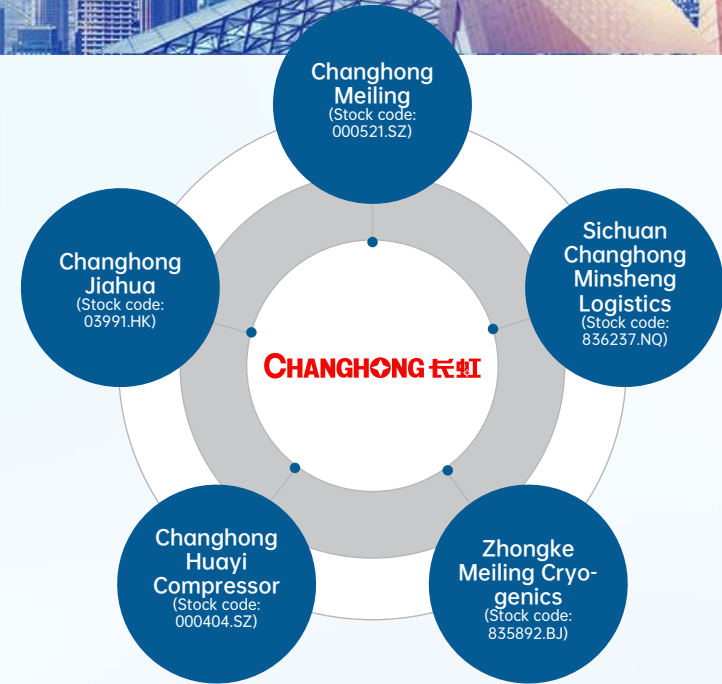 Changhong
Meiling
(Stock code:
000521.SZ)
Changhong
Jiahua
(Stock code:
03991.HK)
Sichuan
Changhong
Minsheng
Logistics
(Stock code:
836237.NQ)
CHANGHONG 长虹
Changhong
Huayi
Compressor
(Stock code:
000404.SZ)
Zhongke
Meiling Cryo-
genics
(Stock code:
835892.BJ)